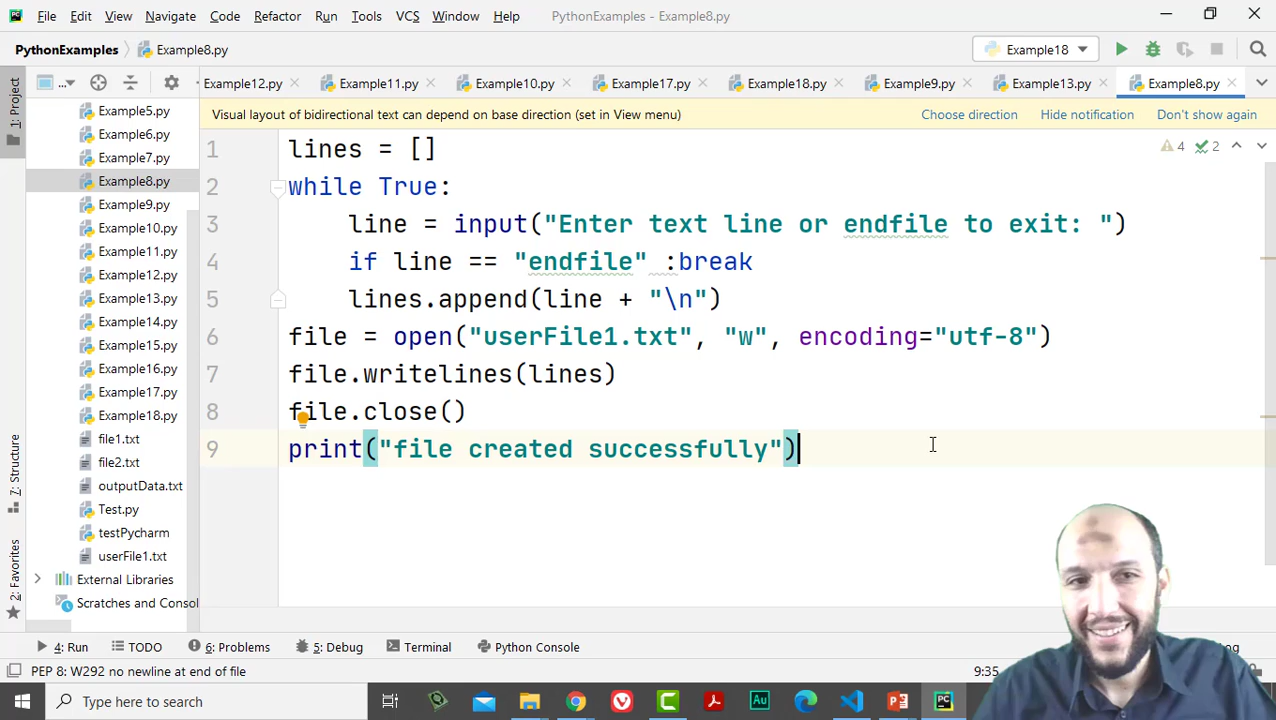 File Edit View Navigate Code Refactor Run Tools VCS Window Help PythonExamples - Example8.py
PythonExamples Example8.py Example18
... Example12.py Example11.py Example10.py Example17.py Example18.py Example9.py Example13.py Example8.py
1: Project
Visual layout of bidirectional text can depend on base direction (set in View menu) Choose direction Hide notification Don't show again
Example5.py
Example6.py
Example7.py
Example8.py
Example9.py
Example10.py
Example11.py
Example12.py
Example13.py
Example14.py
Example15.py
Example16.py
Example17.py
Example18.py
file1.txt
file2.txt
outputData.txt
Test.py
testPycharm
userFile1.txt
External Libraries
Scratches and Consol
7: Structure
2: Favorites
4 2
1 lines = []
2 while True:
3 line = input("Enter text line or endfile to exit: ")
4 if line == "endfile" :break
5 lines.append(line + "\n")
6 file = open("userFile1.txt", "w", encoding="utf-8")
7 file.writelines(lines)
8 file.close()
9 print("file created successfully")
4: Run TODO 6: Problems 5: Debug Terminal Python Console
PEP 8: W292 no newline at end of file 9:35
Type here to search